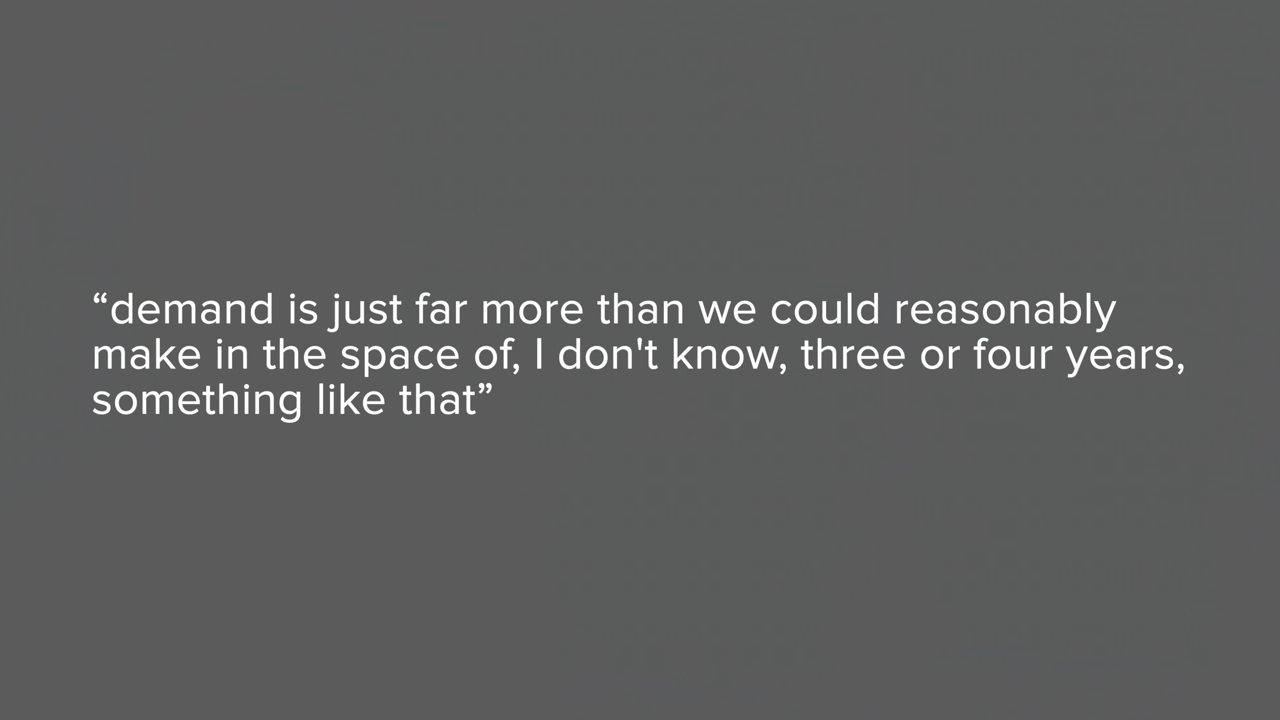 “demand is just far more than we could reasonably
make in the space of, I don't know, three or four years,
something like that”